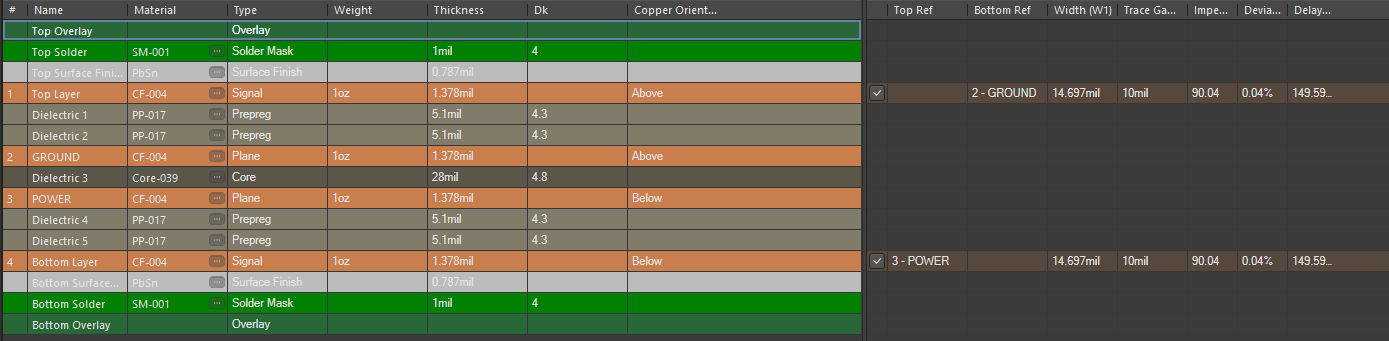 # Name Material Type Weight Thickness Dk Copper Orient... Top Ref Bottom Ref Width (W1) Trace Ga... Impe... Devia... Delay...
Top Overlay Overlay
Top Solder SM-001 ... Solder Mask 1mil 4
Top Surface Fini... PbSn ... Surface Finish 0.787mil
1 Top Layer CF-004 ... Signal 1oz 1.378mil Above 2 - GROUND 14.697mil 10mil 90.04 0.04% 149.59...
Dielectric 1 PP-017 ... Prepreg 5.1mil 4.3
Dielectric 2 PP-017 ... Prepreg 5.1mil 4.3
2 GROUND CF-004 ... Plane 1oz 1.378mil Above
Dielectric 3 Core-039 ... Core 28mil 4.8
3 POWER CF-004 ... Plane 1oz 1.378mil Below
Dielectric 4 PP-017 ... Prepreg 5.1mil 4.3
Dielectric 5 PP-017 ... Prepreg 5.1mil 4.3
4 Bottom Layer CF-004 ... Signal 1oz 1.378mil Below 3 - POWER 14.697mil 10mil 90.04 0.04% 149.59...
Bottom Surface... PbSn ... Surface Finish 0.787mil
Bottom Solder SM-001 ... Solder Mask 1mil 4
Bottom Overlay Overlay